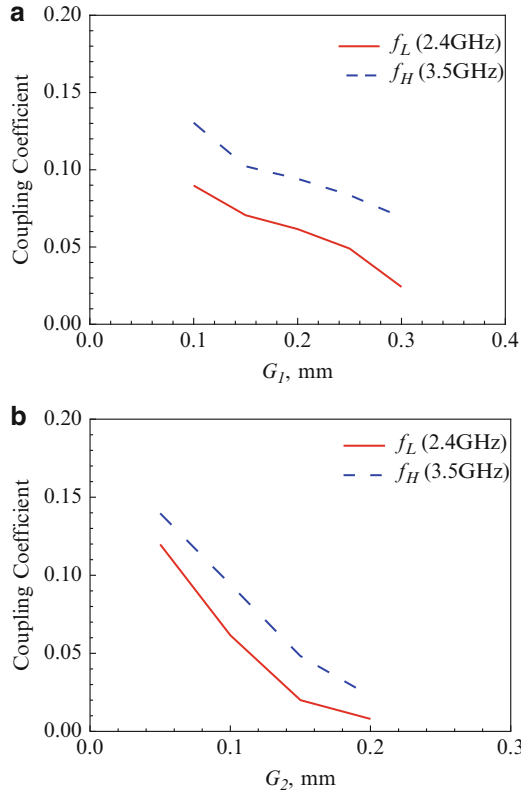 a
0.20
0.15
0.10
0.05
0.00
Coupling Coefficient
f_L (2.4GHz)
f_H (3.5GHz)
0.0 0.1 0.2 0.3 0.4
G_1, mm
b
0.20
0.15
0.10
0.05
0.00
Coupling Coefficient
f_L (2.4GHz)
f_H (3.5GHz)
0.0 0.1 0.2 0.3
G_2, mm